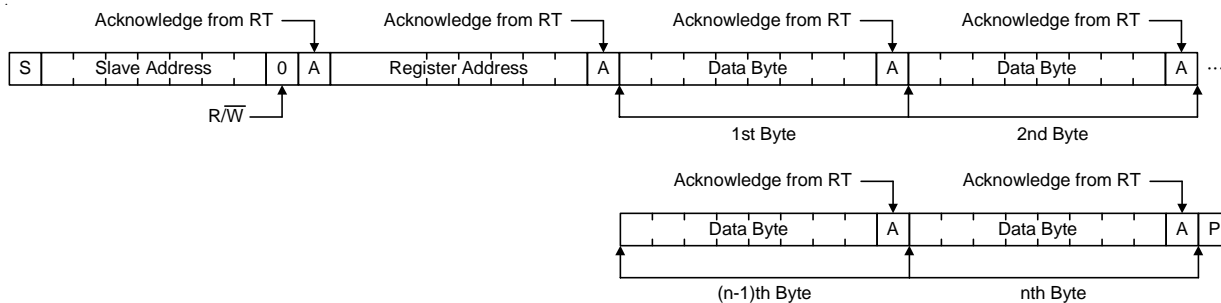 Acknowledge from RT Acknowledge from RT Acknowledge from RT Acknowledge from RT
S Slave Address 0 A Register Address A Data Byte A Data Byte A ...
R/W̅
1st Byte 2nd Byte
Acknowledge from RT Acknowledge from RT
Data Byte A Data Byte A P
(n-1)th Byte nth Byte